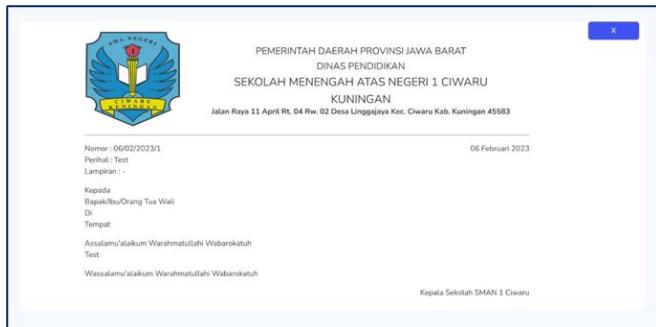 X
SMA NEGERI 1
CIWARU
KUNINGAN
PEMERINTAH DAERAH PROVINSI JAWA BARAT
DINAS PENDIDIKAN
SEKOLAH MENENGAH ATAS NEGERI 1 CIWARU
KUNINGAN
Jalan Raya 11 April Rt. 04 Rw. 02 Desa Linggajaya Kec. Ciwaru Kab. Kuningan 45583
Nomor : 06/02/2023/1 06 Februari 2023
Perihal : Test
Lampiran : -
Kepada
Bapak/Ibu/Orang Tua Wali
Di
Tempat
Assalamu'alaikum Warahmatullahi Wabarokatuh
Test
Wassalamu'alaikum Warahmatullahi Wabarokatuh
Kepala Sekolah SMAN 1 Ciwaru